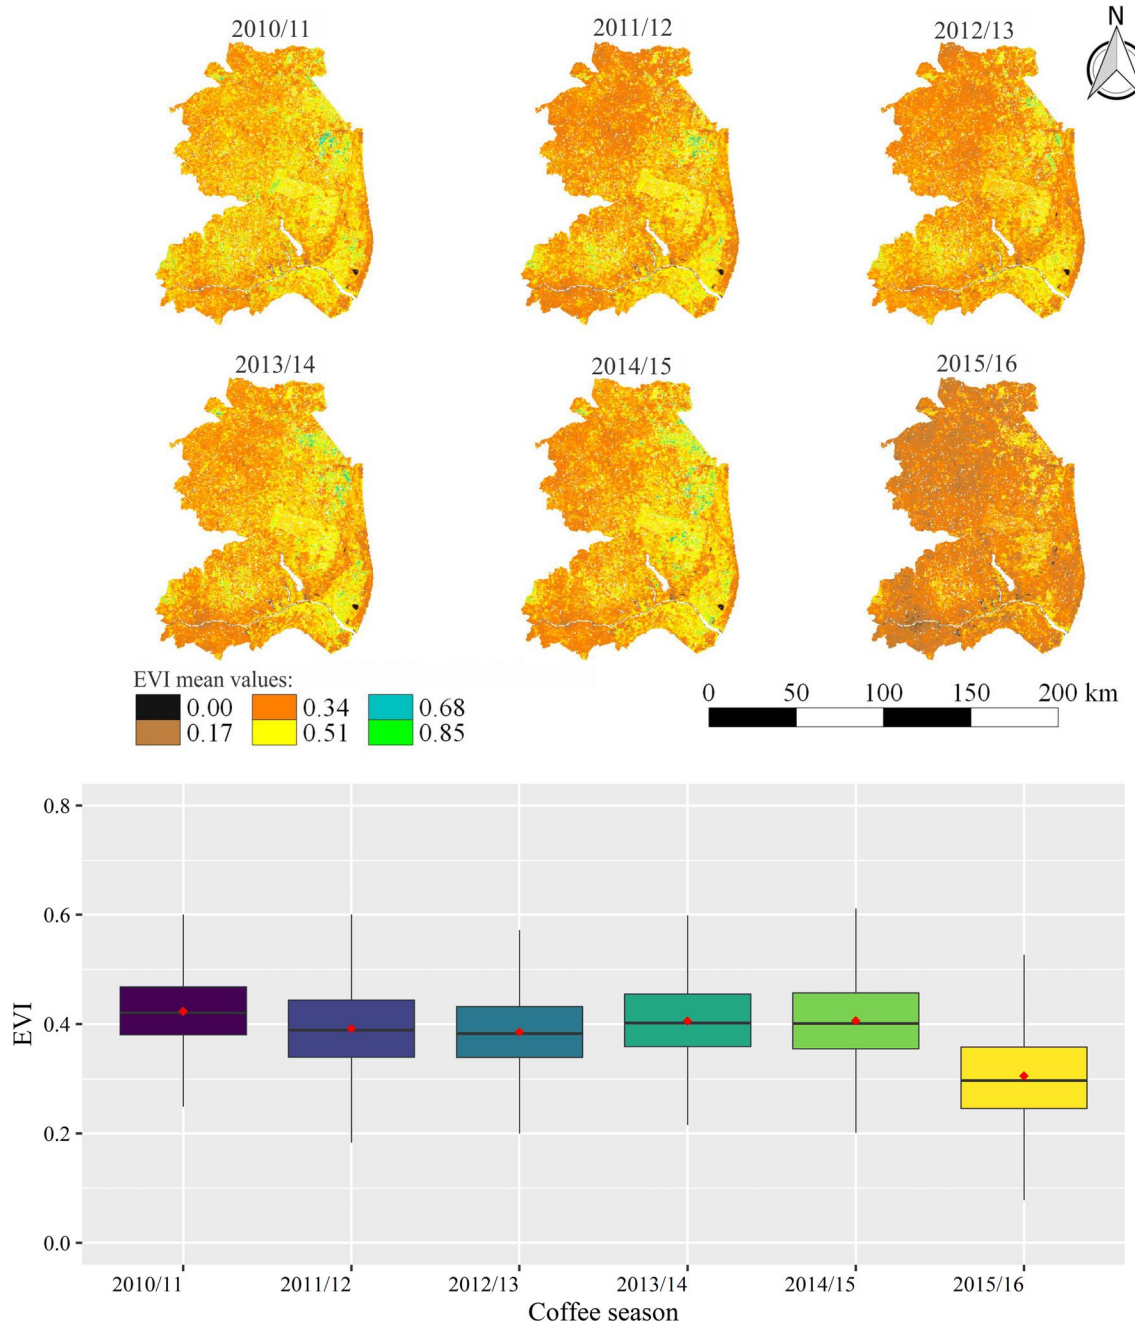 N
2010/11 2011/12 2012/13
2013/14 2014/15 2015/16
EVI mean values:
0.00 0.34 0.68
0.17 0.51 0.85
0 50 100 150 200 km
0.8
0.6
0.4
0.2
0.0
EVI
2010/11 2011/12 2012/13 2013/14 2014/15 2015/16
Coffee season